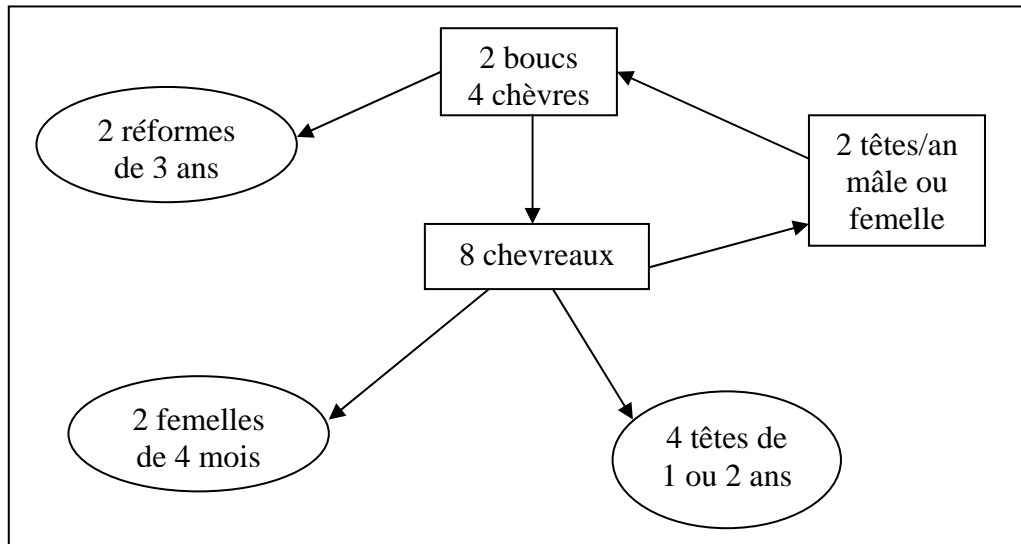 2 boucs
4 chèvres
2 réformes
de 3 ans
2 têtes/an
mâle ou
femelle
8 chevreaux
2 femelles
de 4 mois
4 têtes de
1 ou 2 ans